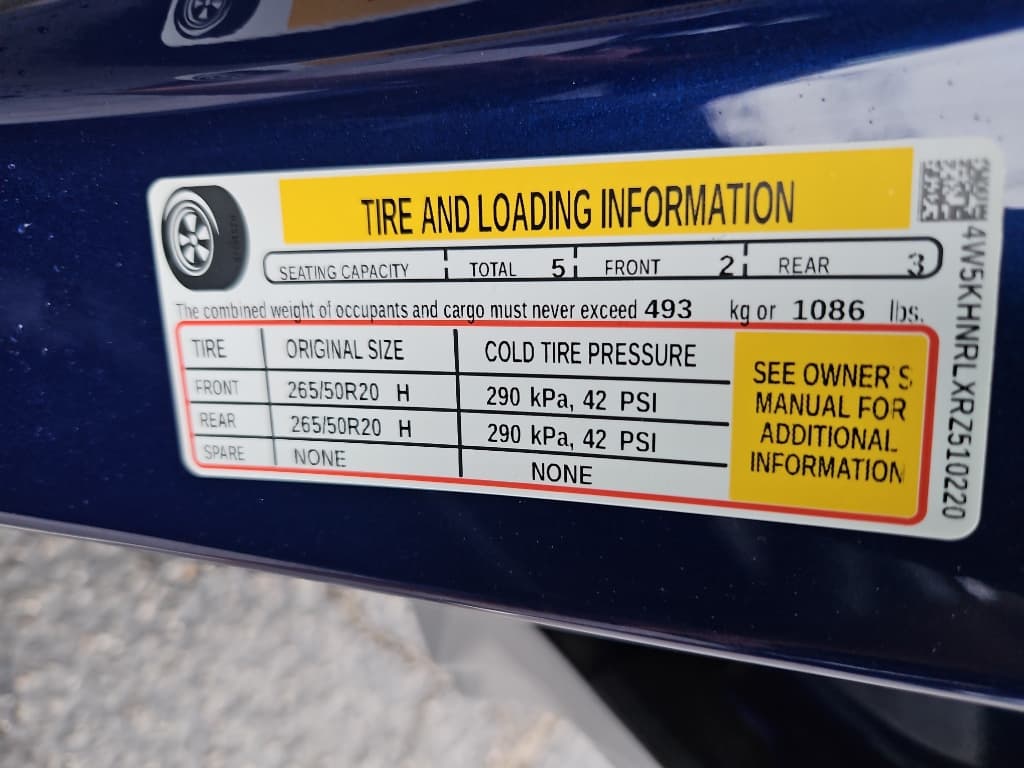 TIRE AND LOADING INFORMATION
SEATING CAPACITY TOTAL 5 FRONT 2 REAR 3
The combined weight of occupants and cargo must never exceed 493 kg or 1086 lbs.
TIRE ORIGINAL SIZE COLD TIRE PRESSURE
FRONT 265/50R20 H 290 kPa, 42 PSI
REAR 265/50R20 H 290 kPa, 42 PSI
SPARE NONE NONE
SEE OWNER'S
MANUAL FOR
ADDITIONAL
INFORMATION
4W5KHNRLXRZ510220